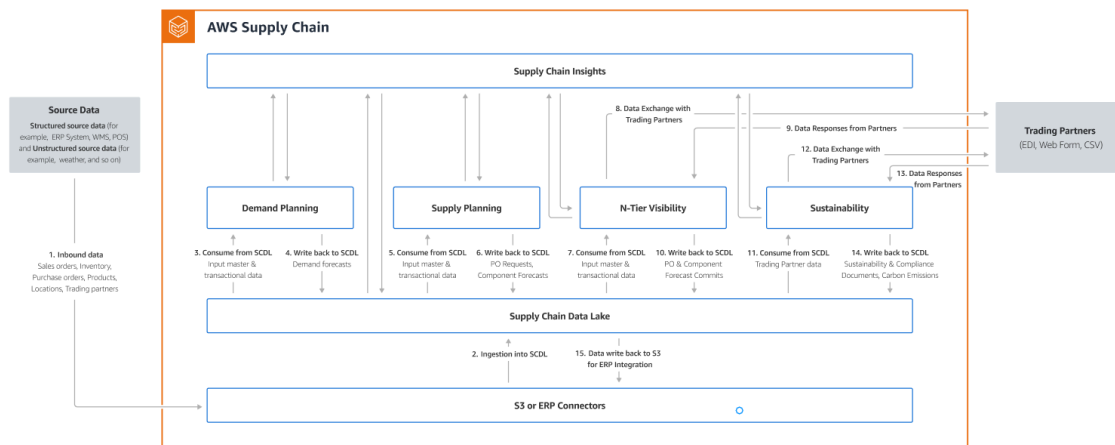 AWS Supply Chain
Supply Chain Insights
Source Data
Structured source data (for
example, ERP System, WMS, POS)
and Unstructured source data (for
example, weather, and so on)
8. Data Exchange with
Trading Partners
9. Data Responses from Partners
12. Data Exchange with
Trading Partners
13. Data Responses
from Partners
Trading Partners
(EDI, Web Form, CSV)
Demand Planning
Supply Planning
N-Tier Visibility
Sustainability
1. Inbound data
Sales orders, Inventory,
Purchase orders, Products,
Locations, Trading partners
3. Consume from SCDL
Input master &
transactional data
4. Write back to SCDL
Demand forecasts
5. Consume from SCDL
Input master &
transactional data
6. Write back to SCDL
PO Requests,
Component Forecasts
7. Consume from SCDL
Input master &
transactional data
10. Write back to SCDL
PO & Component
Forecast Commits
11. Consume from SCDL
Trading Partner data
14. Write back to SCDL
Sustainability & Compliance
Documents, Carbon Emissions
Supply Chain Data Lake
2. Ingestion into SCDL
15. Data write back to S3
for ERP Integration
S3 or ERP Connectors